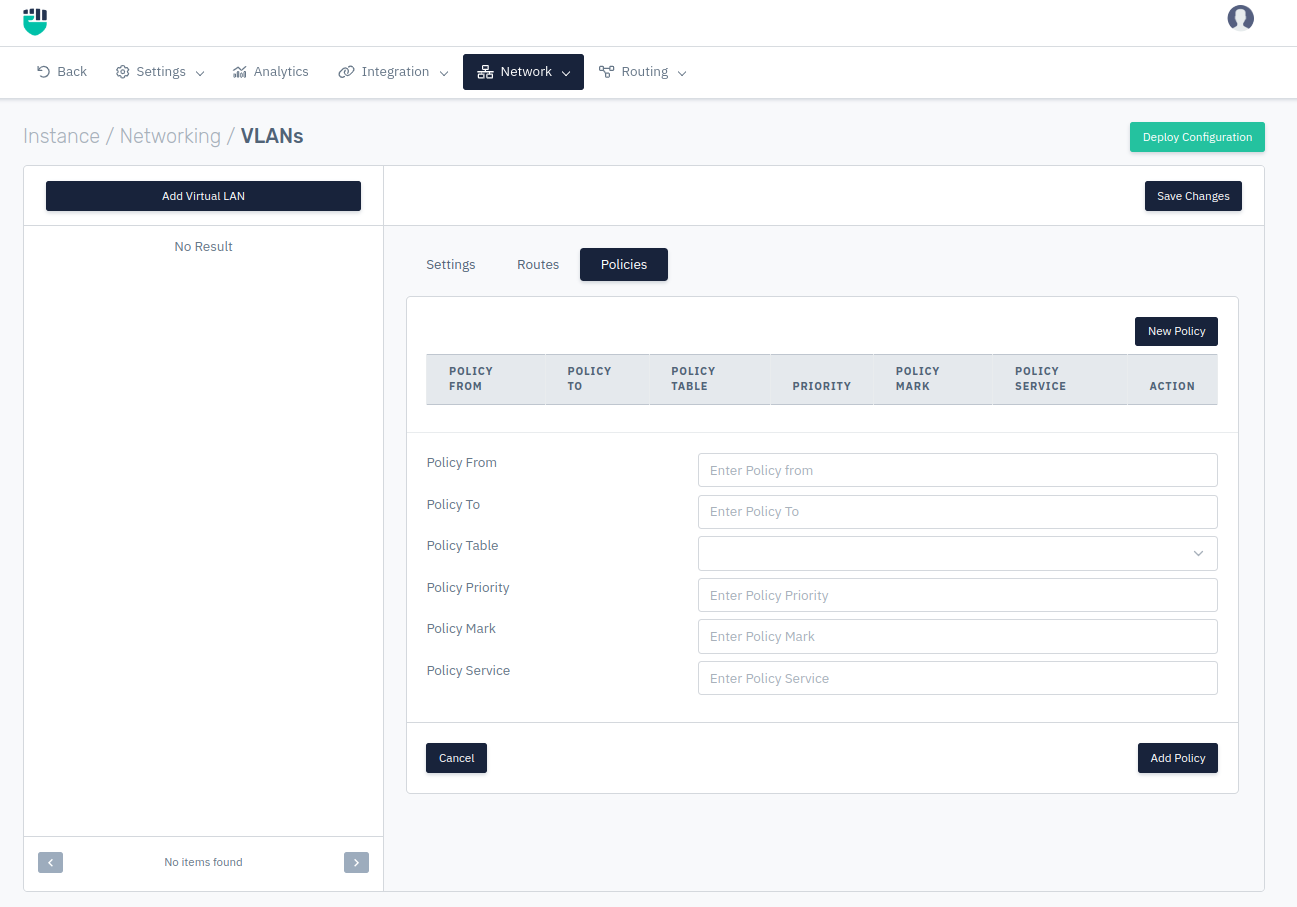 Back
Settings
Analytics
Integration
Network
Routing
Instance / Networking / VLANs
Deploy Configuration
Add Virtual LAN
Save Changes
No Result
Settings
Routes
Policies
New Policy
POLICY FROM
POLICY TO
POLICY TABLE
PRIORITY
POLICY MARK
POLICY SERVICE
ACTION
Policy From
Enter Policy from
Policy To
Enter Policy To
Policy Table
Policy Priority
Enter Policy Priority
Policy Mark
Enter Policy Mark
Policy Service
Enter Policy Service
Cancel
Add Policy
No items found